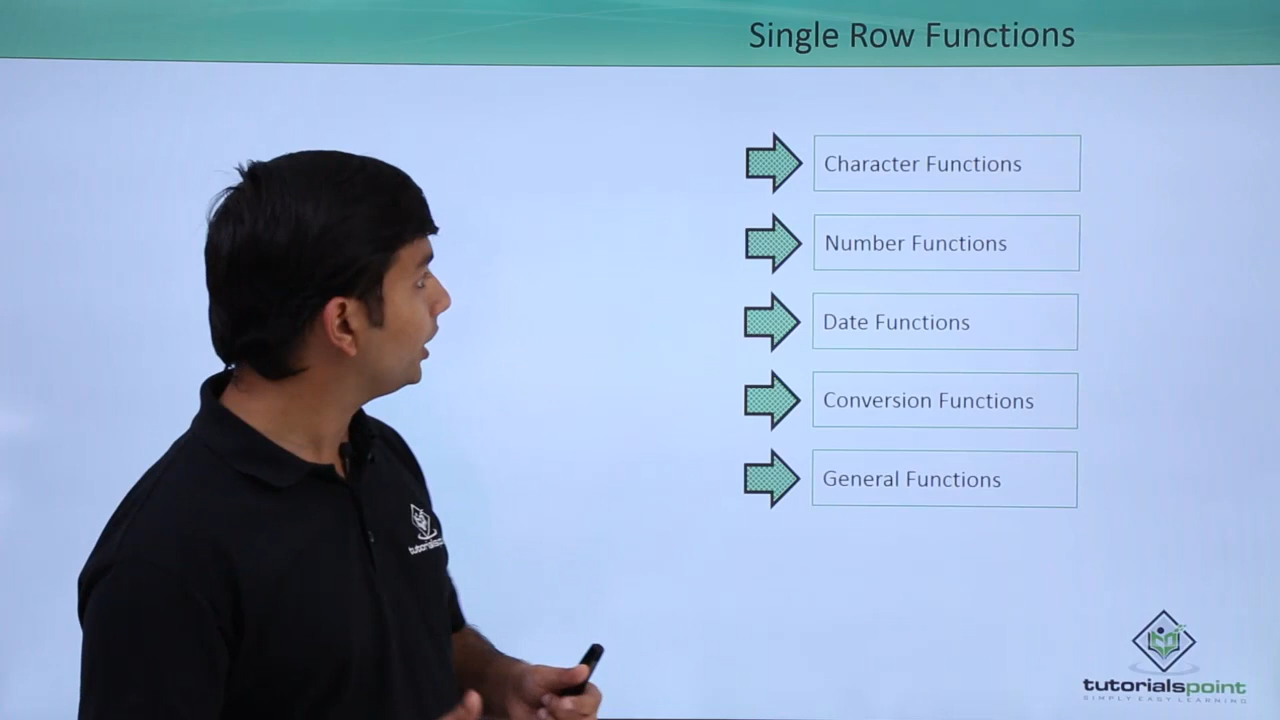 Single Row Functions
Character Functions
Number Functions
Date Functions
Conversion Functions
General Functions
tutorialspoint
SIMPLY EASY LEARNING